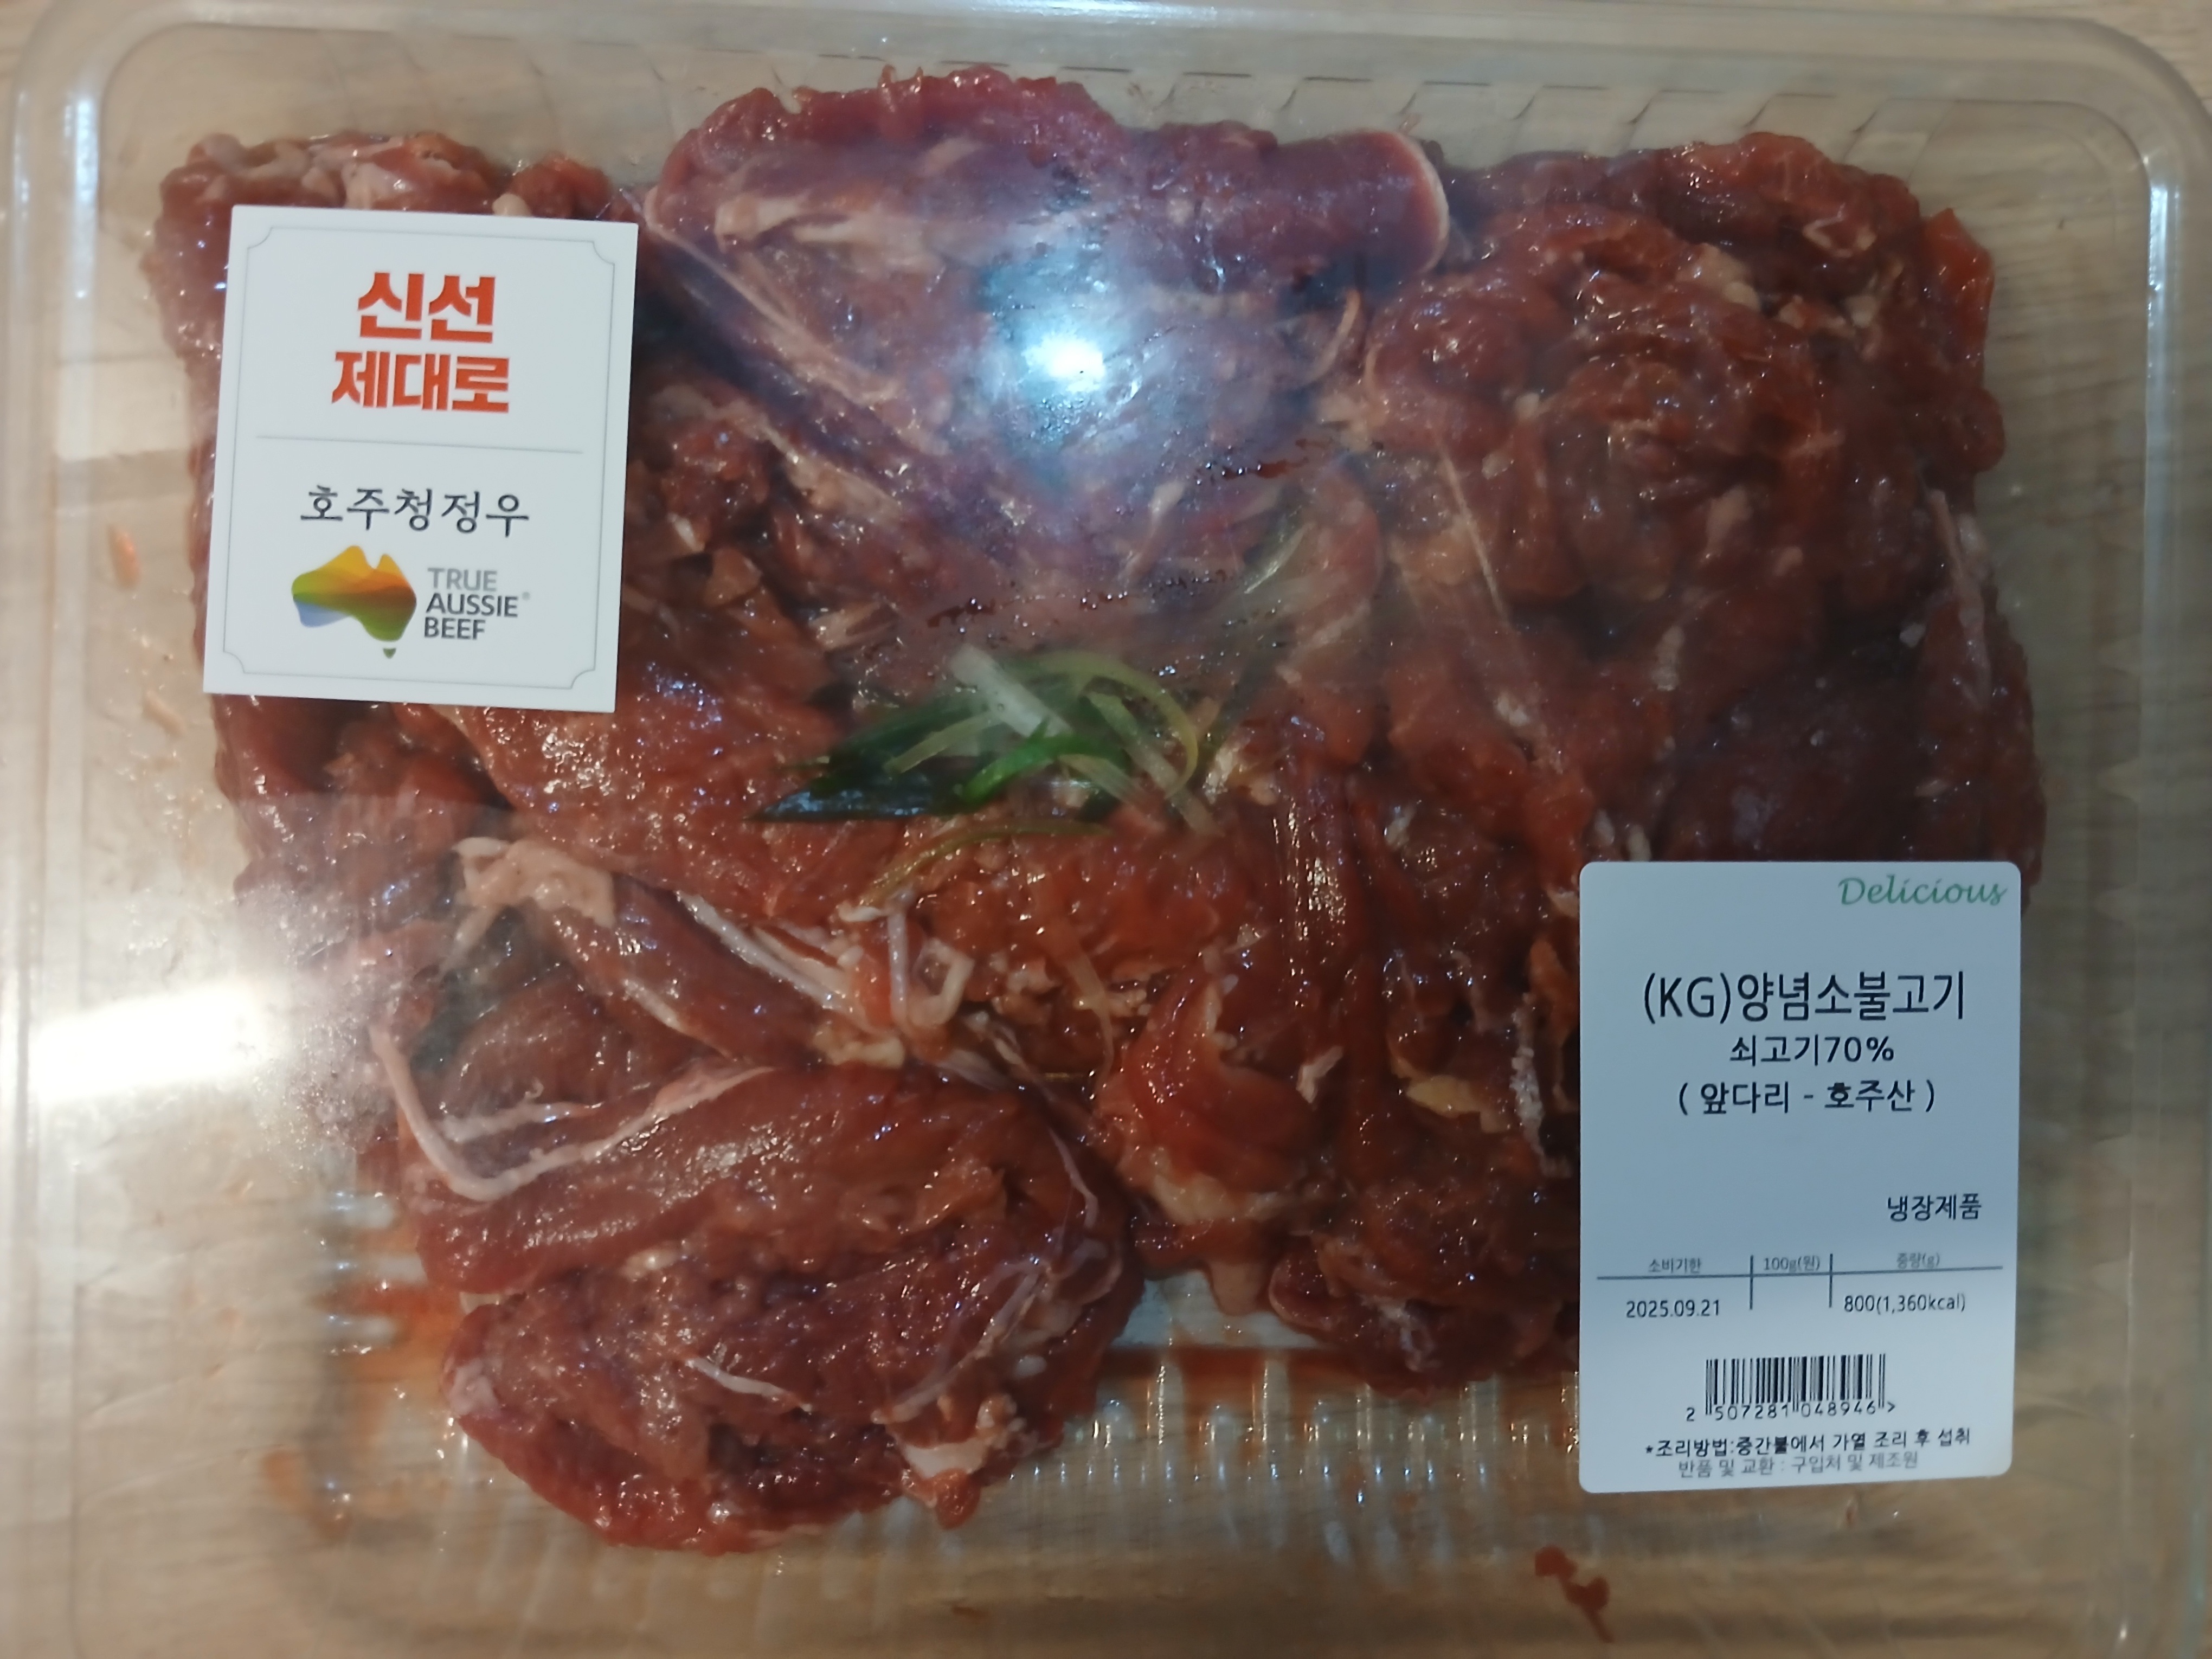 신선
제대로
호주청정우
TRUE
AUSSIE®
BEEF
Delicious
(KG)양념소불고기
쇠고기70%
( 앞다리 - 호주산 )
냉장제품
소비기한 100g(원)중량(g)
2025.09.21 800(1,360kcal)
2 507281 048946 >
*조리방법:중간불에서 가열 조리 후 섭취
반품 및 교환 : 구입처 및 제조원